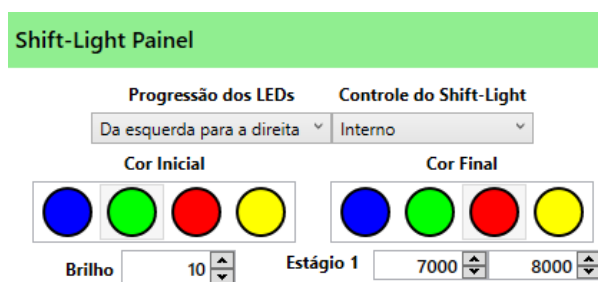 Shift-Light Painel
Progressão dos LEDs Controle do Shift-Light
Da esquerda para a direita Interno
Cor Inicial Cor Final
Brilho 10 Estágio 1 7000 8000